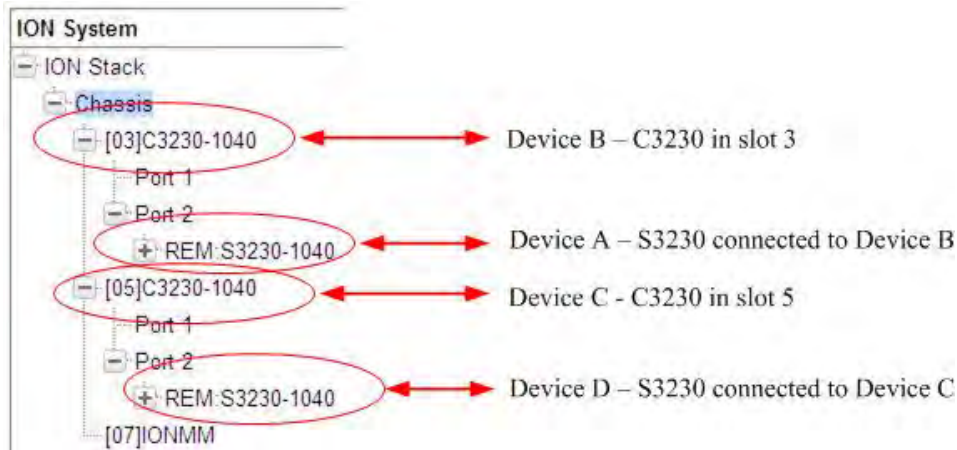 ION System
ION Stack
Chassis
[03]C3230-1040
Device B – C3230 in slot 3
Port 1
Port 2
REM:S3230-1040
Device A – S3230 connected to Device B
[05]C3230-1040
Device C - C3230 in slot 5
Port 1
Port 2
REM:S3230-1040
Device D – S3230 connected to Device C
[07]IONMM